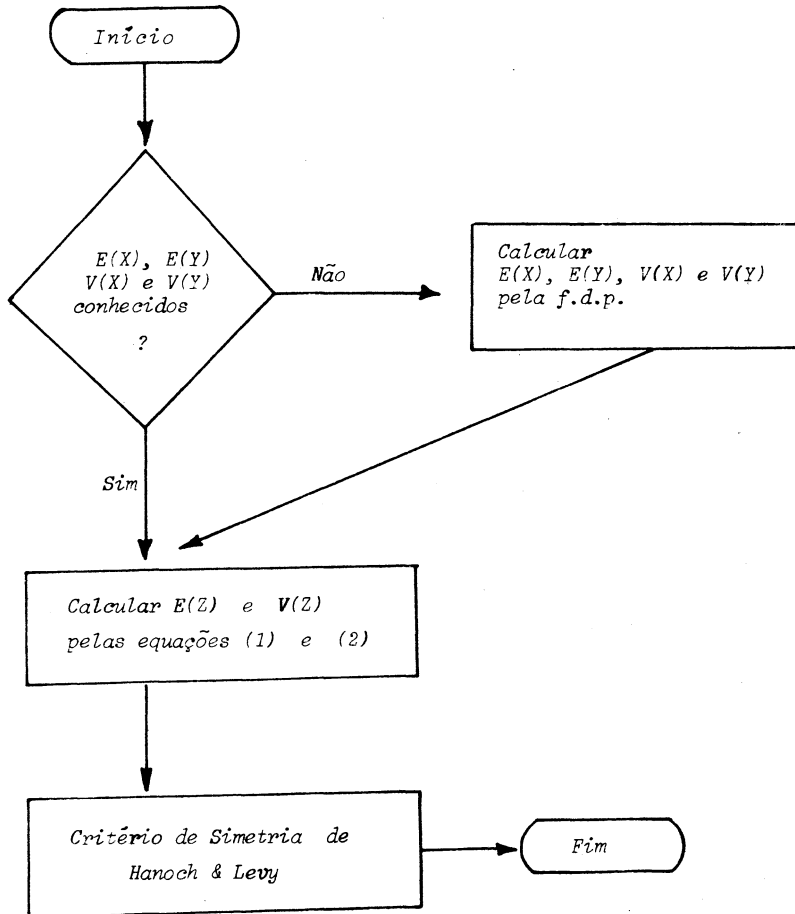 Início
E(X), E(Y)
V(X) e V(Y)
conhecidos
?
Não
Calcular
E(X), E(Y), V(X) e V(Y)
pela f.d.p.
Sim
Calcular E(Z) e V(Z)
pelas equações (1) e (2)
Critério de Simetria de
Hanoch & Levy
Fim